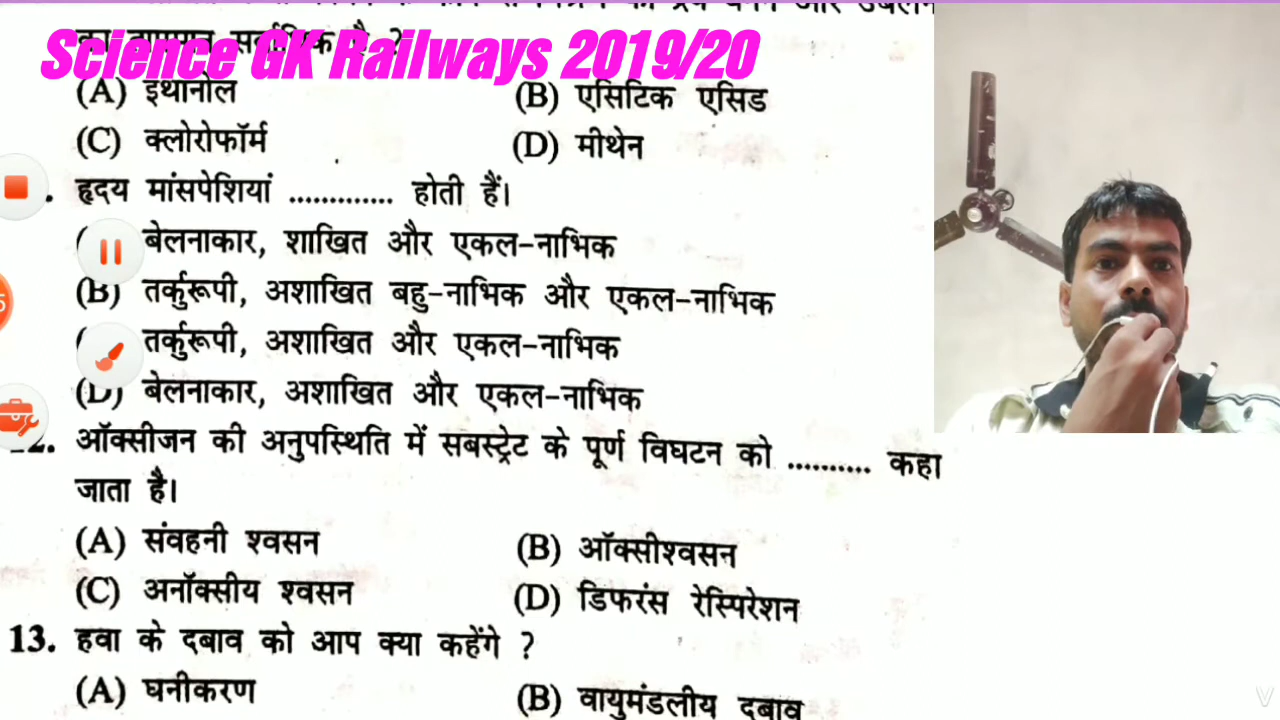 Science GK Railways 2019/20
(A) इथानोल
(B) एसिटिक एसिड
(C) क्लोरोफॉर्म
(D) मीथेन
हृदय मांसपेशियां ............. होती हैं।
बेलनाकार, शाखित और एकल-नाभिक
(B) तर्कुरूपी, अशाखित बहु-नाभिक और एकल-नाभिक
तर्कुरूपी, अशाखित और एकल-नाभिक
(D) बेलनाकार, अशाखित और एकल-नाभिक
ऑक्सीजन की अनुपस्थिति में सबस्ट्रेट के पूर्ण विघटन को .......... कहा
जाता है।
(A) संवहनी श्वसन
(B) ऑक्सीश्वसन
(C) अनॉक्सीय श्वसन
(D) डिफरंस रेस्पिरेशन
13. हवा के दबाव को आप क्या कहेंगे ?
(A) घनीकरण
(B) वायुमंडलीय दबाव